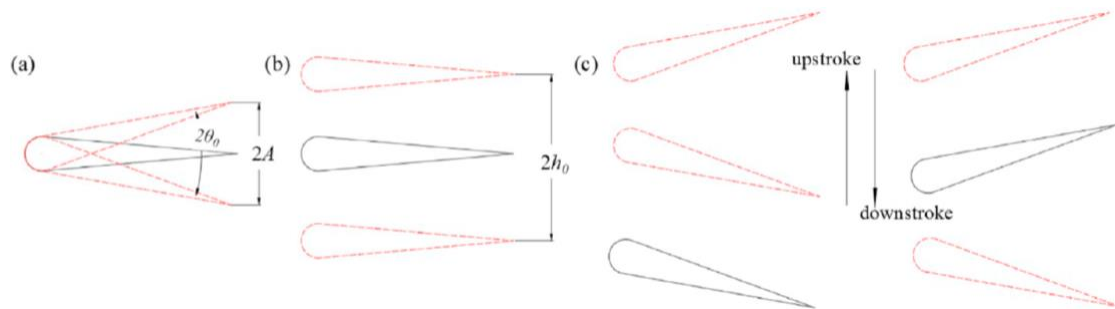 (a)
2θ₀
2A
(b)
2h₀
(c)
upstroke
downstroke